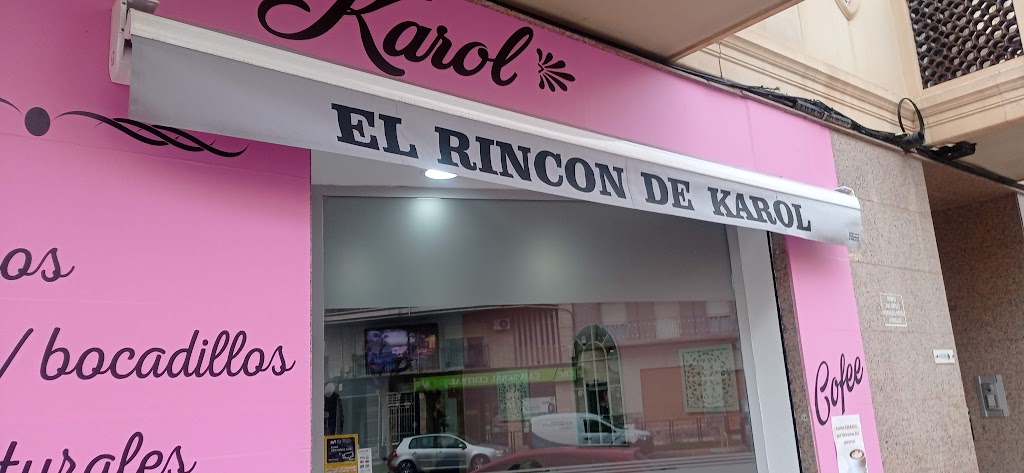 Karol
EL RINCON DE KAROL
os
/ bocadillos
turales
Cofee